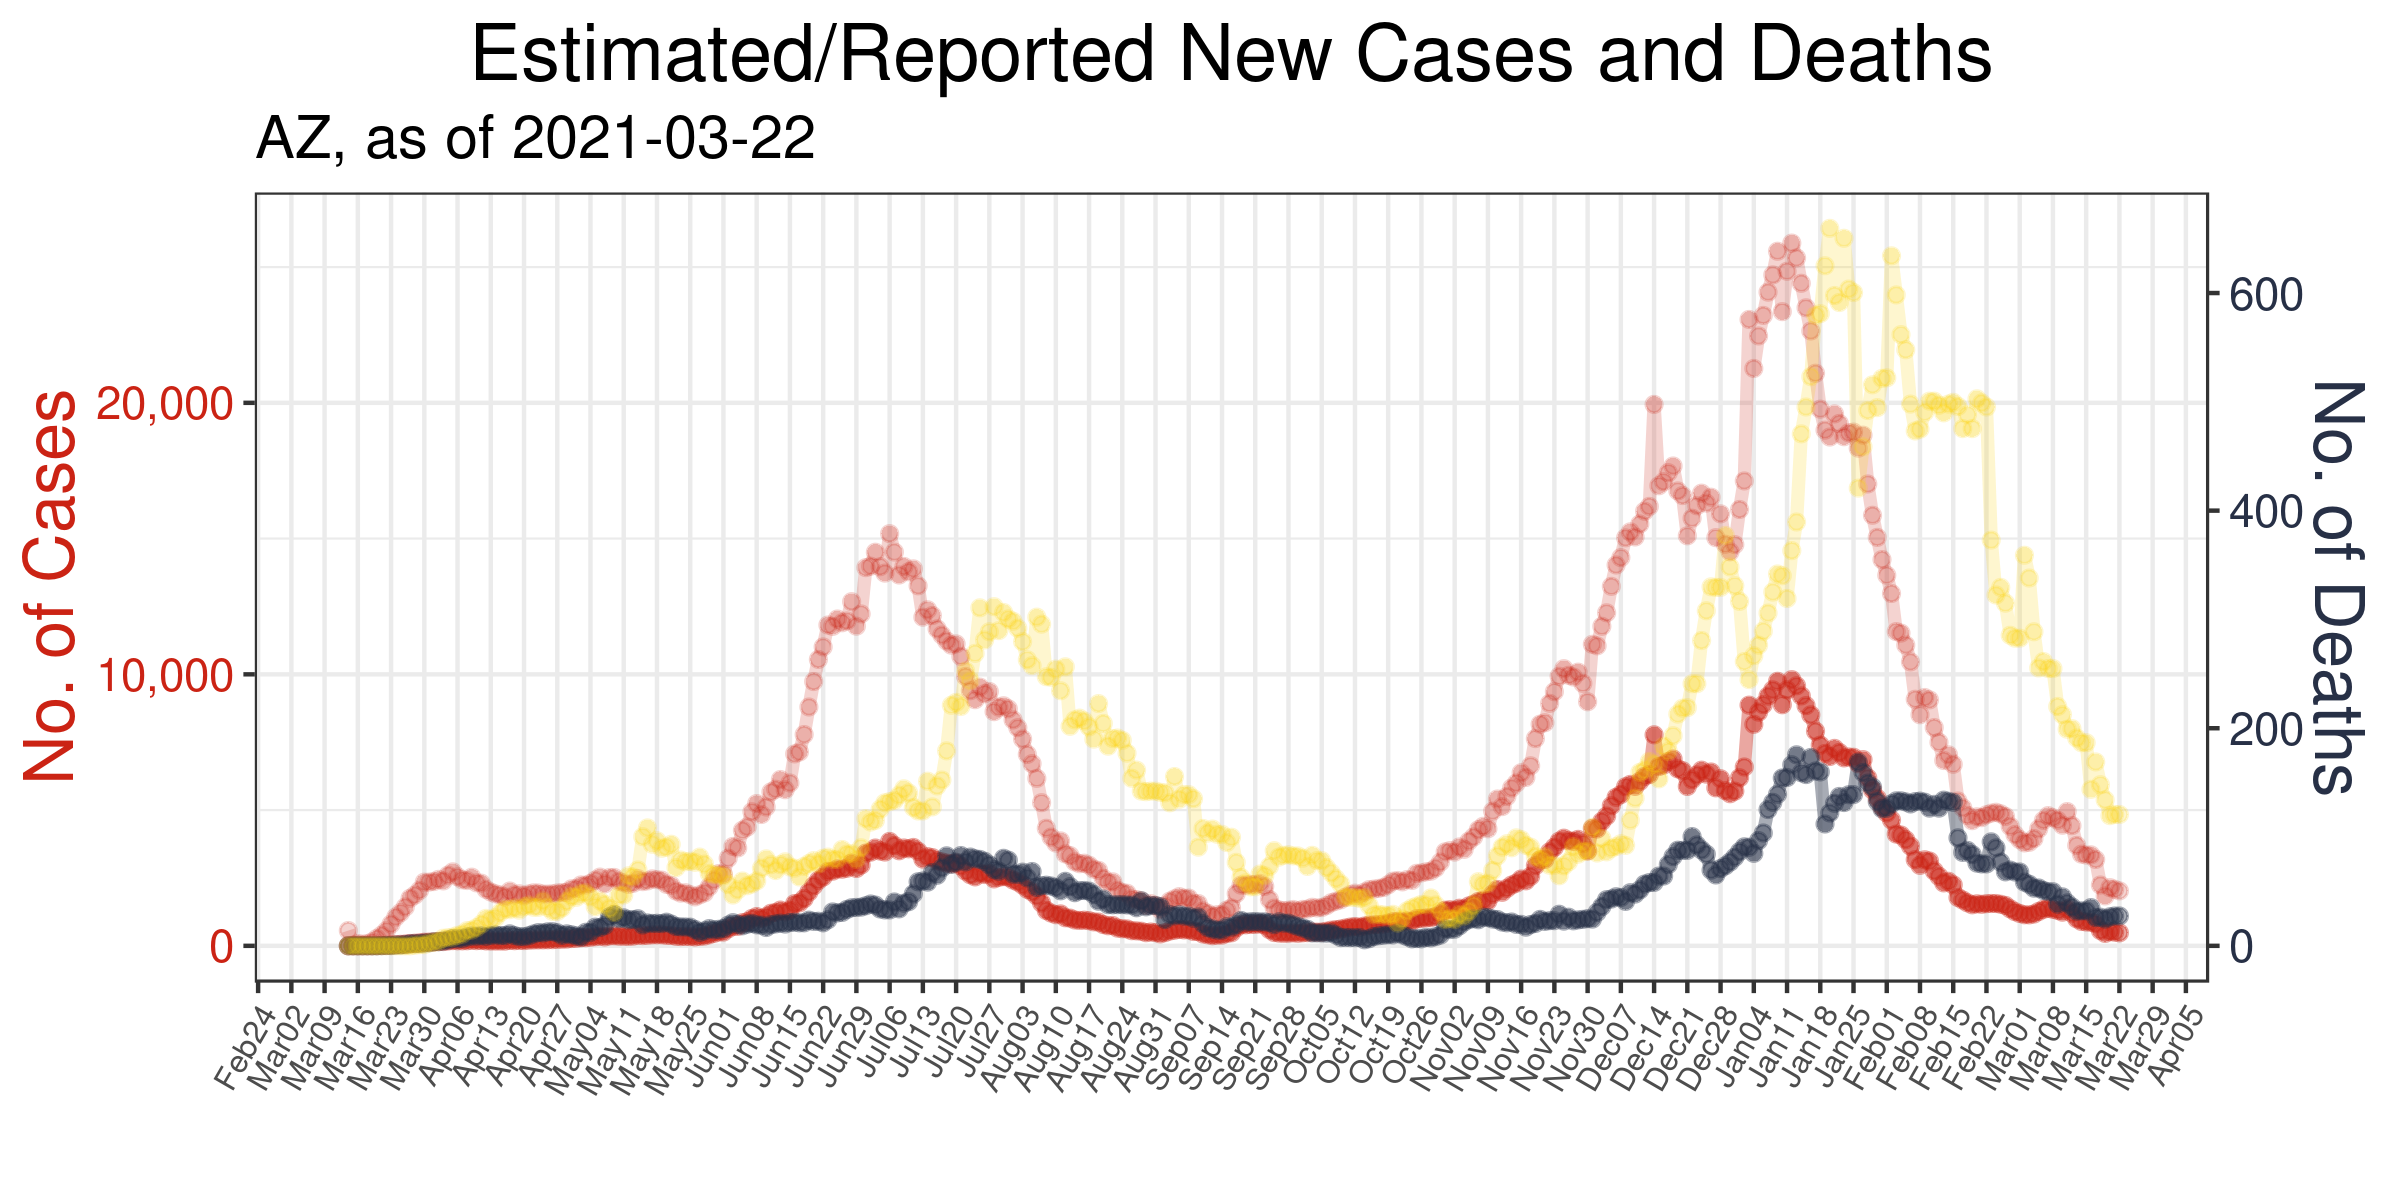 Estimated/Reported New Cases and Deaths
AZ, as of 2021-03-22
No. of Cases
20,000
10,000
0
600
400
200
0
No. of Deaths
Feb24
Mar02
Mar09
Mar16
Mar23
Mar30
Apr06
Apr13
Apr20
Apr27
May04
May11
May18
May25
Jun01
Jun08
Jun15
Jun22
Jun29
Jul06
Jul13
Jul20
Jul27
Aug03
Aug10
Aug17
Aug24
Aug31
Sep07
Sep14
Sep21
Sep28
Oct05
Oct12
Oct19
Oct26
Nov02
Nov09
Nov16
Nov23
Nov30
Dec07
Dec14
Dec21
Dec28
Jan04
Jan11
Jan18
Jan25
Feb01
Feb08
Feb15
Feb22
Mar01
Mar08
Mar15
Mar22
Mar29
Apr05